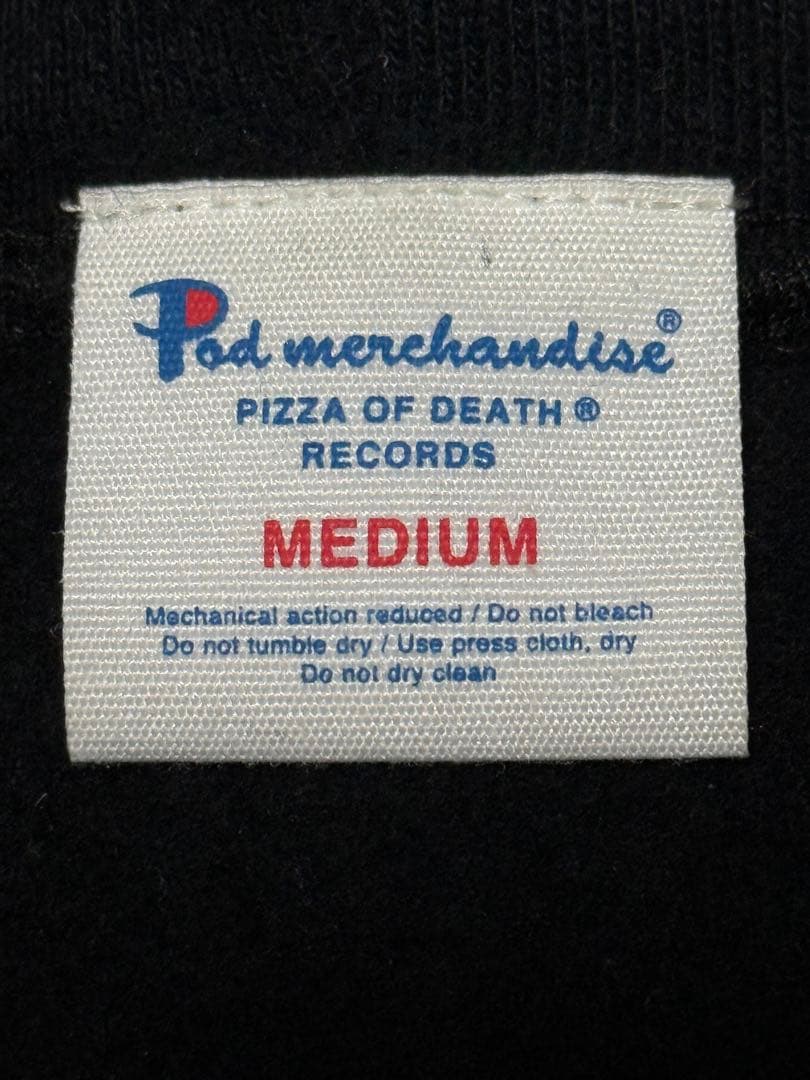 Pod merchandise®
PIZZA OF DEATH®
RECORDS
MEDIUM
Mechanical action reduced / Do not bleach
Do not tumble dry / Use press cloth, dry
Do not dry clean